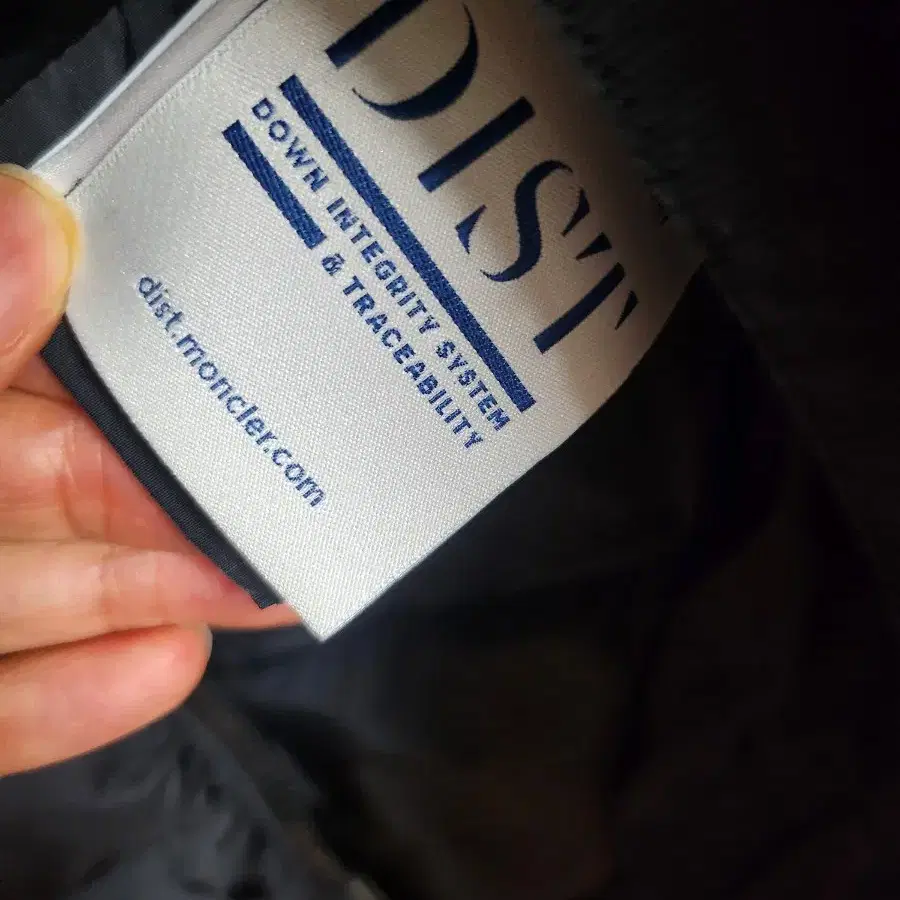 DIST
DOWN INTEGRITY SYSTEM
& TRACEABILITY
dist.moncler.com